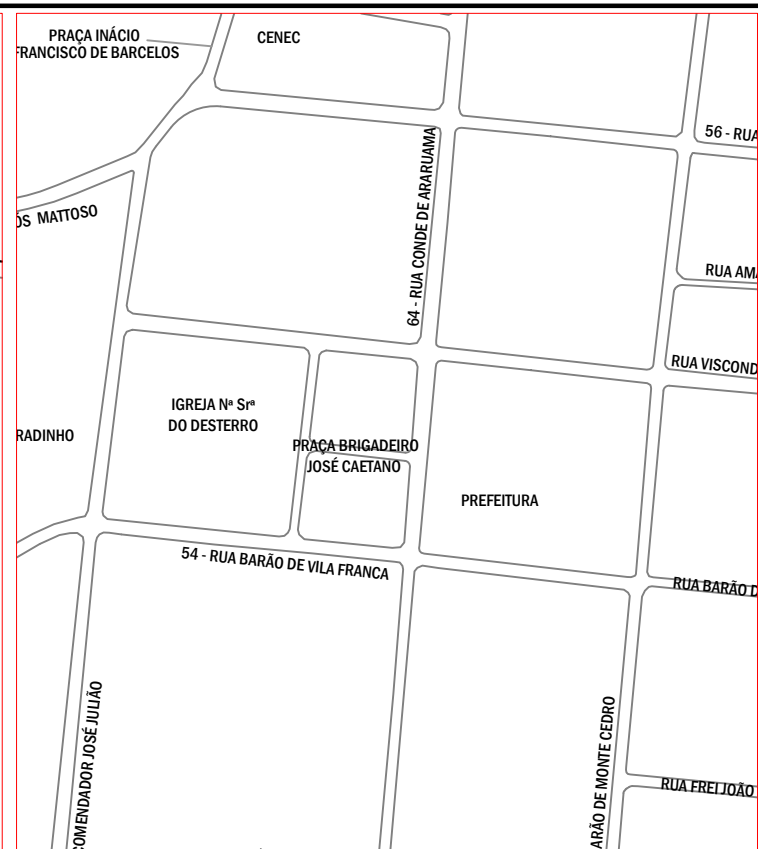 PRAÇA INÁCIO
FRANCISCO DE BARCELOS
CENEC
56 - RUA
OS MATTOSO
64 - RUA CONDE DE ARARUAMA
RUA AMA
RUA VISCOND
IGREJA Nª Srª
DO DESTERRO
RADINHO
PRAÇA BRIGADEIRO
JOSÉ CAETANO
PREFEITURA
54 - RUA BARÃO DE VILA FRANCA
RUA BARÃO D
COMENDADOR JOSÉ JULIÃO
ARÃO DE MONTE CEDRO
RUA FREI JOÃO